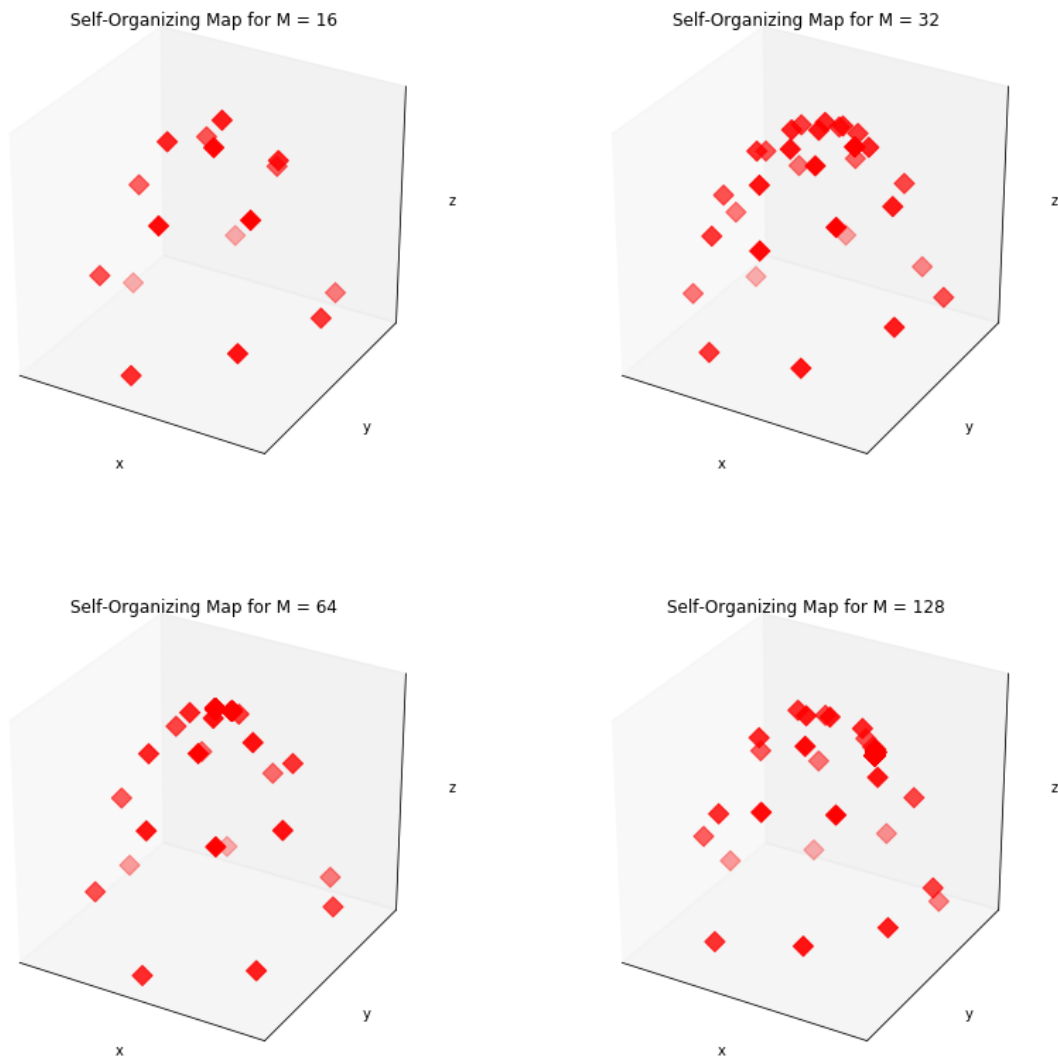 Self-Organizing Map for M = 16
z
y
x
Self-Organizing Map for M = 32
z
y
x
Self-Organizing Map for M = 64
z
y
x
Self-Organizing Map for M = 128
z
y
x